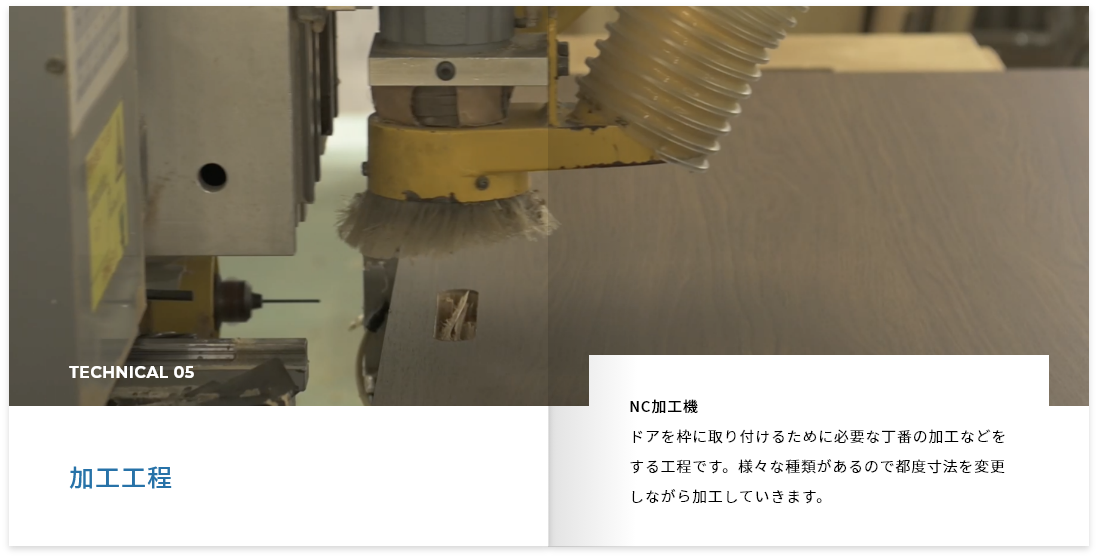 TECHNICAL 05
加工工程
NC加工機
ドアを枠に取り付けるために必要な丁番の加工などを
する工程です。様々な種類があるので都度寸法を変更
しながら加工していきます。